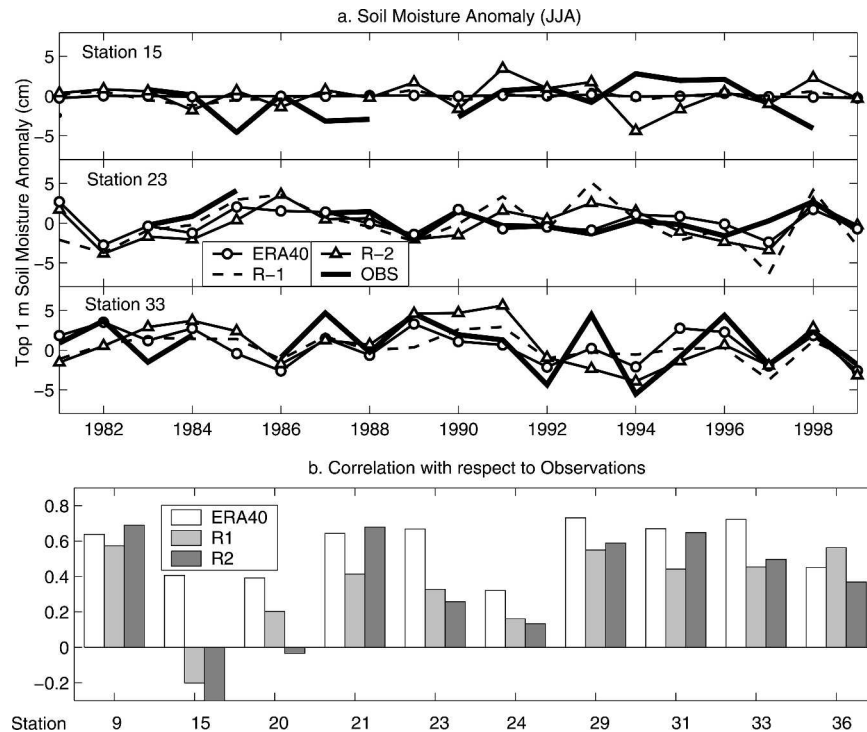 a. Soil Moisture Anomaly (JJA)
Top 1 m Soil Moisture Anomaly (cm)
Station 15
5
0
−5
Station 23
5
0
−5
ERA40
R−1
R−2
OBS
Station 33
5
0
−5
1982 1984 1986 1988 1990 1992 1994 1996 1998
b. Correlation with respect to Observations
0.8
0.6
0.4
0.2
0
−0.2
ERA40
R1
R2
Station 9 15 20 21 23 24 29 31 33 36